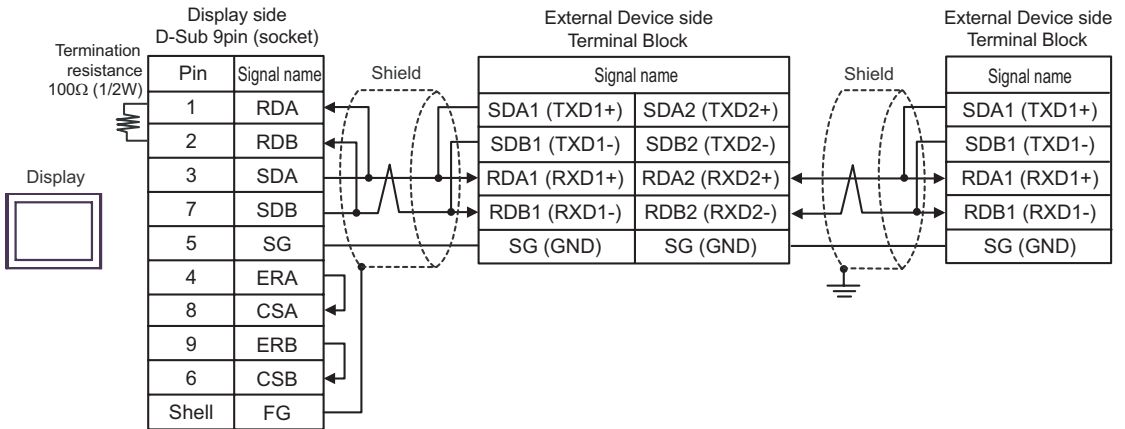 Display side
D-Sub 9pin (socket)
External Device side
Terminal Block
External Device side
Terminal Block
Termination
resistance
100Ω (1/2W)
Pin Signal name
Shield
Signal name
Shield
Signal name
1 RDA
SDA1 (TXD1+) SDA2 (TXD2+)
SDA1 (TXD1+)
2 RDB
SDB1 (TXD1-) SDB2 (TXD2-)
SDB1 (TXD1-)
Display
3 SDA
RDA1 (RXD1+) RDA2 (RXD2+)
RDA1 (RXD1+)
7 SDB
RDB1 (RXD1-) RDB2 (RXD2-)
RDB1 (RXD1-)
5 SG
SG (GND) SG (GND)
SG (GND)
4 ERA
8 CSA
9 ERB
6 CSB
Shell FG